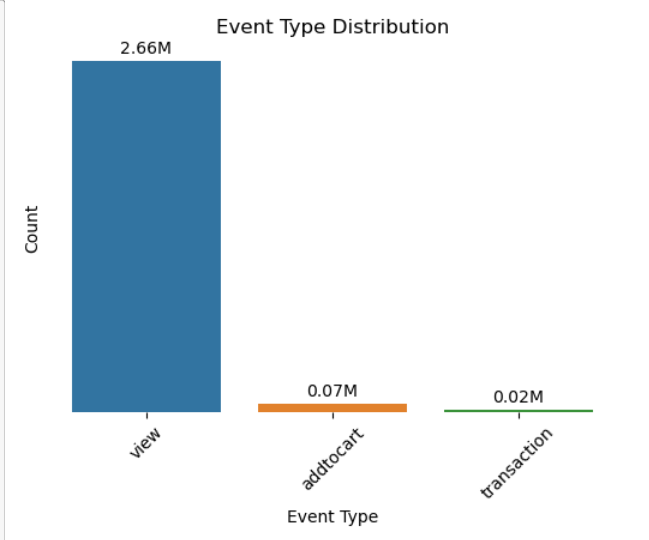 Event Type Distribution
2.66M
0.07M
0.02M
Count
view
addtocart
transaction
Event Type